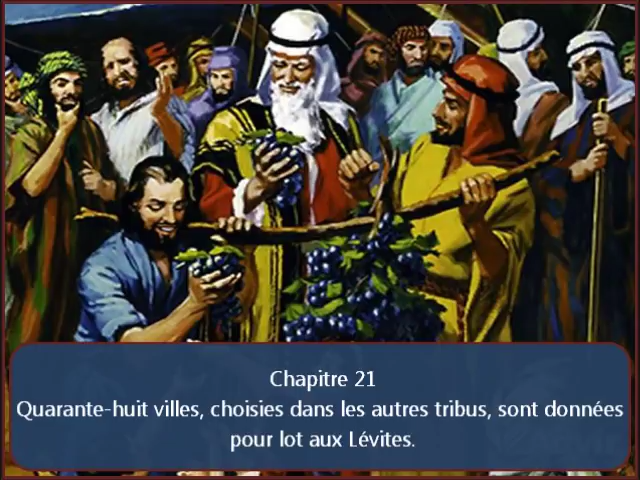 Chapitre 21
Quarante-huit villes, choisies dans les autres tribus, sont données
pour lot aux Lévites.